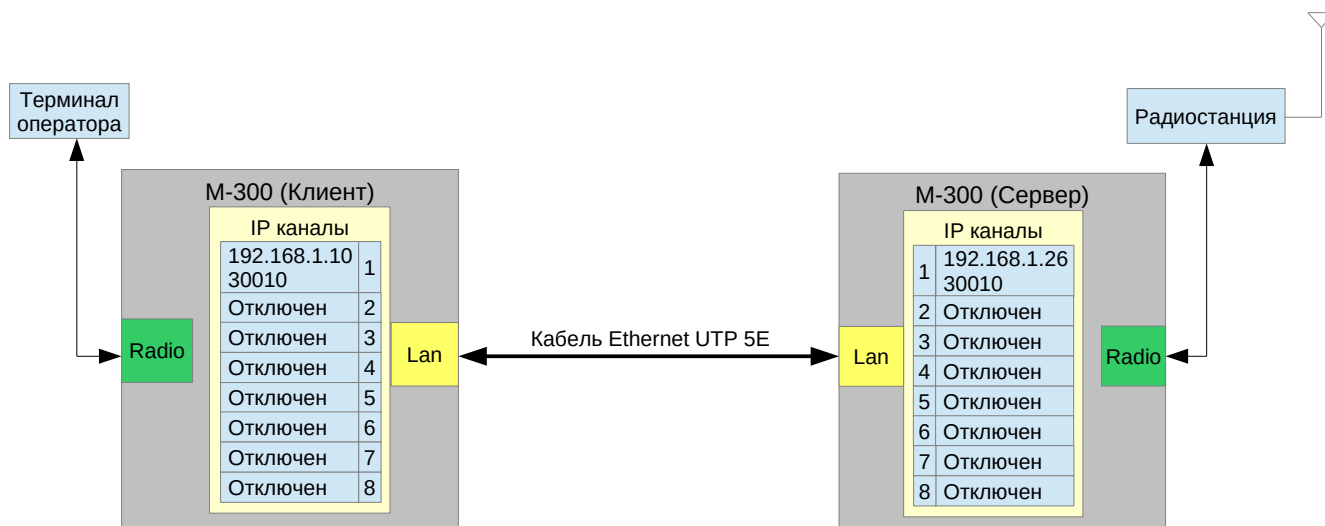 Терминал
оператора
М-300 (Клиент)
IP каналы
192.168.1.10
30010
1
Отключен 2
Отключен 3
Отключен 4
Отключен 5
Отключен 6
Отключен 7
Отключен 8
Radio
Lan
Кабель Ethernet UTP 5E
Радиостанция
М-300 (Сервер)
IP каналы
1
192.168.1.26
30010
2 Отключен
3 Отключен
4 Отключен
5 Отключен
6 Отключен
7 Отключен
8 Отключен
Lan
Radio